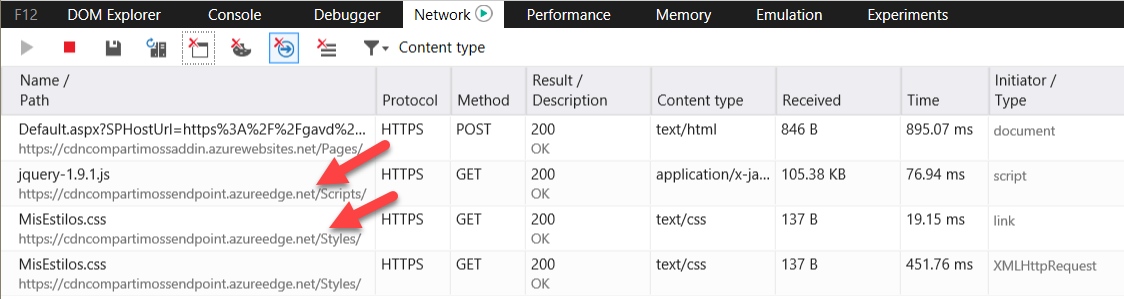 F12 DOM Explorer Console Debugger Network Performance Memory Emulation Experiments
Content type
Name / Path Protocol Method Result / Description Content type Received Time Initiator / Type
Default.aspx?SPHostUrl=https%3A%2F%2Fgavd%2... HTTPS POST 200 text/html 846 B 895.07 ms document
https://cdncompartimossaddin.azurewebsites.net/Pages/ OK
jquery-1.9.1.js HTTPS GET 200 application/x-ja... 105.38 KB 76.94 ms script
https://cdncompartimossendpoint.azureedge.net/Scripts/ OK
MisEstilos.css HTTPS GET 200 text/css 137 B 19.15 ms link
https://cdncompartimossendpoint.azureedge.net/Styles/ OK
MisEstilos.css HTTPS GET 200 text/css 137 B 451.76 ms XMLHttpRequest
https://cdncompartimossendpoint.azureedge.net/Styles/ OK